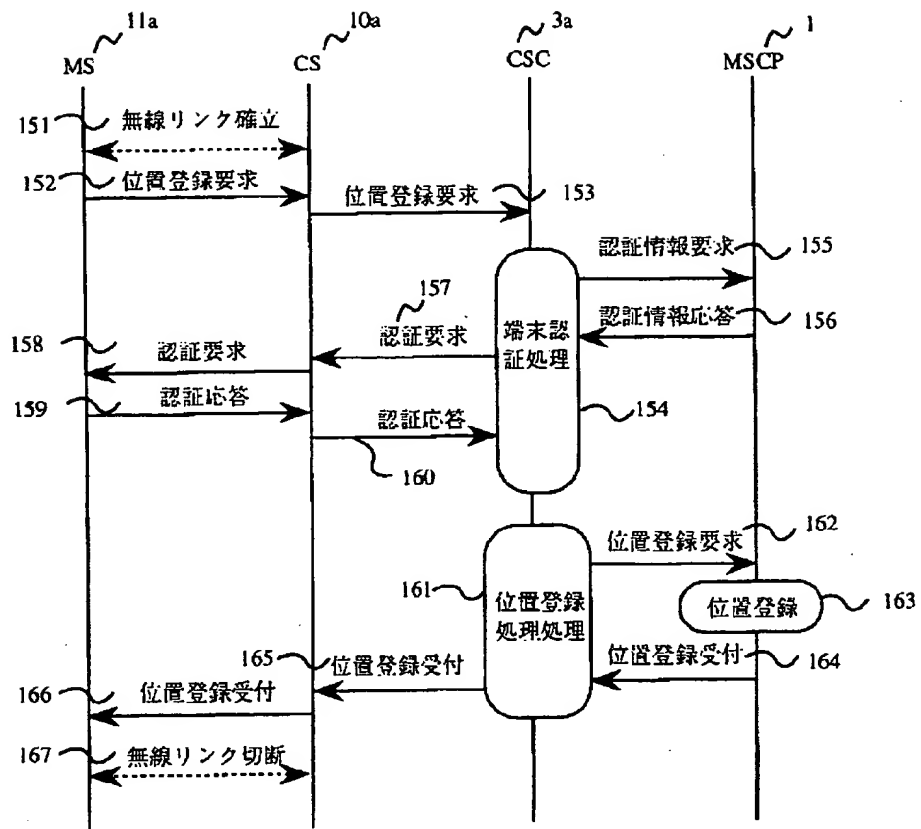 11a
10a
3a
1
MS
CS
CSC
MSCP
151
無線リンク確立
152
位置登録要求
位置登録要求
153
認証情報要求
155
157
認証要求
端末認
証処理
認証情報応答
156
158
認証要求
159
認証応答
認証応答
154
160
162
位置登録要求
161
位置登録
処理処理
位置登録
163
165
位置登録受付
位置登録受付
164
166
位置登録受付
167
無線リンク切断